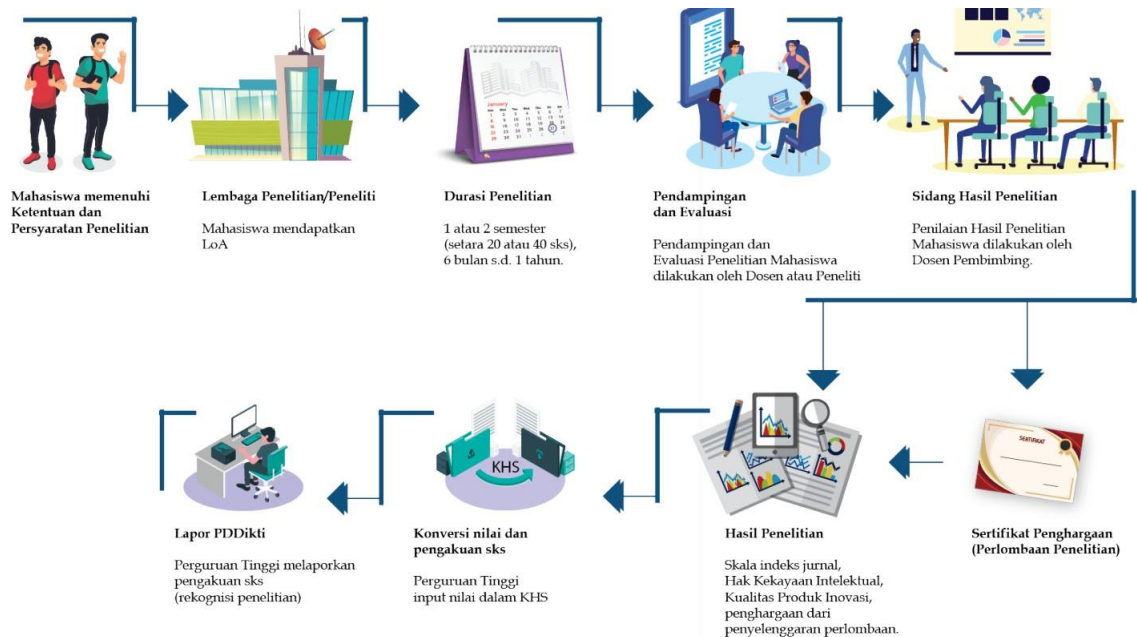 Mahasiswa memenuhi
Ketentuan dan
Persyaratan Penelitian
Lembaga Penelitian/Peneliti
Mahasiswa mendapatkan
LoA
January
Durasi Penelitian
1 atau 2 semester
(setara 20 atau 40 sks),
6 bulan s.d. 1 tahun.
Pendampingan
dan Evaluasi
Pendampingan dan
Evaluasi Penelitian Mahasiswa
dilakukan oleh Dosen atau Peneliti
Sidang Hasil Penelitian
Penilaian Hasil Penelitian
Mahasiswa dilakukan oleh
Dosen Pembimbing.
SERTIFIKAT
Sertifikat Penghargaan
(Perlombaan Penelitian)
Hasil Penelitian
Skala indeks jurnal,
Hak Kekayaan Intelektual,
Kualitas Produk Inovasi,
penghargaan dari
penyelenggaran perlombaan.
KHS
Konversi nilai dan
pengakuan sks
Perguruan Tinggi
input nilai dalam KHS
Lapor PDDikti
Perguruan Tinggi melaporkan
pengakuan sks
(rekognisi penelitian)